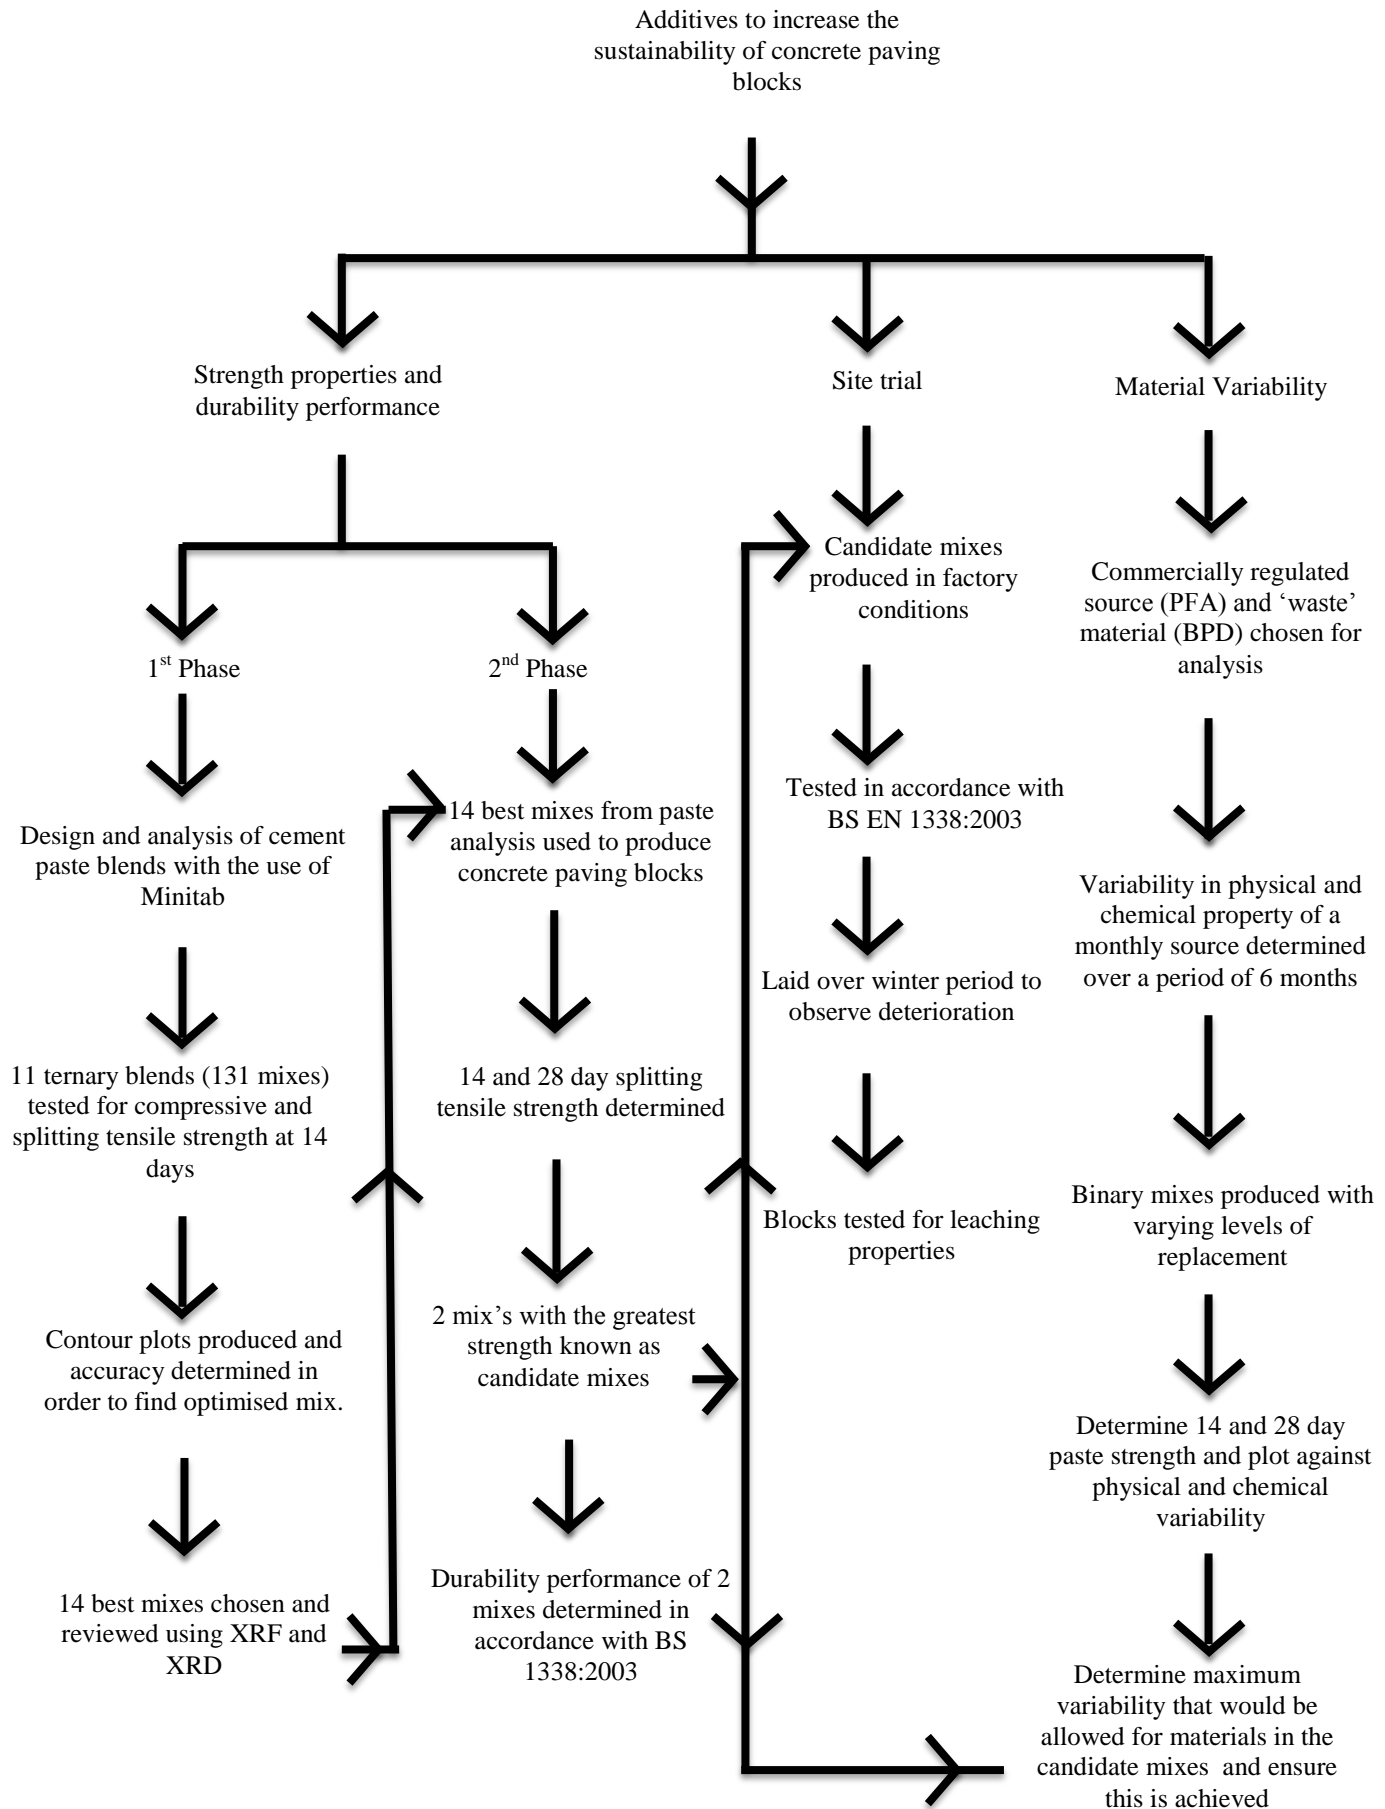 Additives to increase the
sustainability of concrete paving
blocks
Strength properties and
durability performance
Site trial
Material Variability
1st Phase
2nd Phase
Design and analysis of cement
paste blends with the use of
Minitab
11 ternary blends (131 mixes)
tested for compressive and
splitting tensile strength at 14
days
Contour plots produced and
accuracy determined in
order to find optimised mix.
14 best mixes chosen and
reviewed using XRF and
XRD
14 best mixes from paste
analysis used to produce
concrete paving blocks
14 and 28 day splitting
tensile strength determined
2 mix’s with the greatest
strength known as
candidate mixes
Durability performance of 2
mixes determined in
accordance with BS
1338:2003
Candidate mixes
produced in factory
conditions
Tested in accordance with
BS EN 1338:2003
Laid over winter period to
observe deterioration
Blocks tested for leaching
properties
Commercially regulated
source (PFA) and ‘waste’
material (BPD) chosen for
analysis
Variability in physical and
chemical property of a
monthly source determined
over a period of 6 months
Binary mixes produced with
varying levels of
replacement
Determine 14 and 28 day
paste strength and plot against
physical and chemical
variability
Determine maximum
variability that would be
allowed for materials in the
candidate mixes and ensure
this is achieved